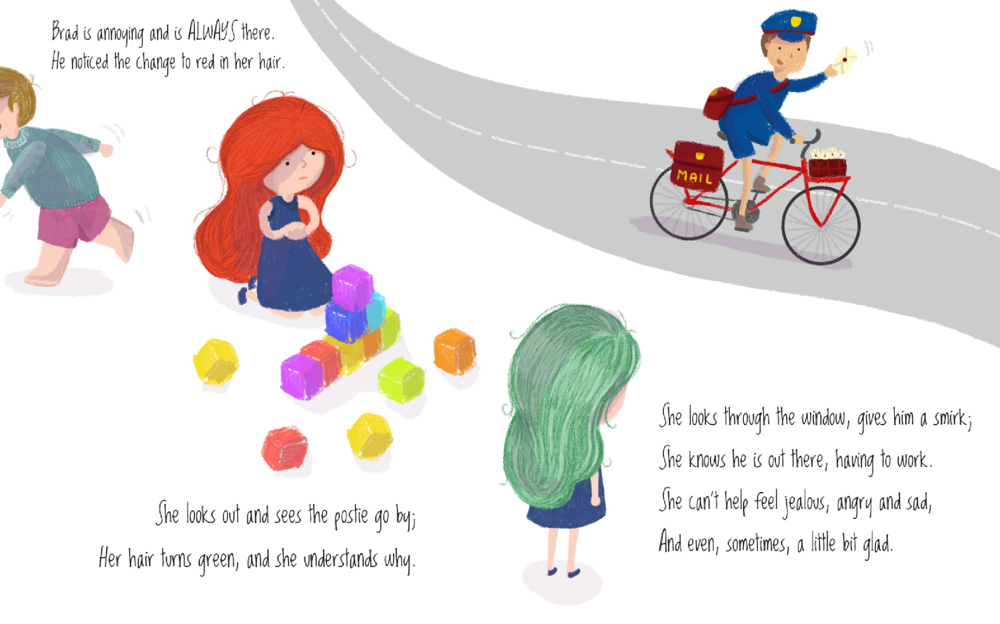 Brad is annoying and is ALWAYS there.
He noticed the change to red in her hair.
MAIL
She looks out and sees the postie go by;
Her hair turns green, and she understands why.
She looks through the window, gives him a smirk;
She knows he is out there, having to work.
She can't help feel jealous, angry and sad,
And even, sometimes, a little bit glad.